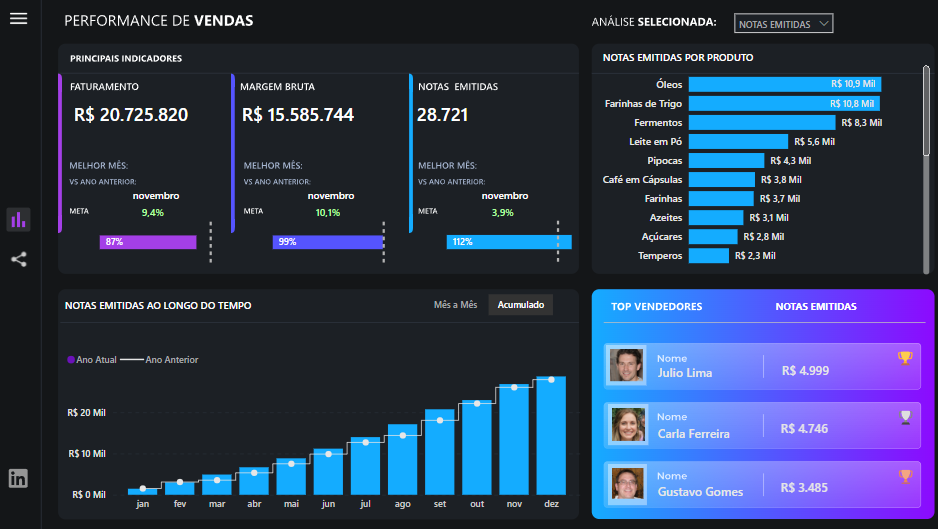 PERFORMANCE DE VENDAS
ANÁLISE SELECIONADA:
NOTAS EMITIDAS
PRINCIPAIS INDICADORES
FATURAMENTO
R$ 20.725.820
MELHOR MÊS:
VS ANO ANTERIOR:
novembro
META
9,4%
87%
MARGEM BRUTA
R$ 15.585.744
MELHOR MÊS:
VS ANO ANTERIOR:
novembro
META
10,1%
99%
NOTAS EMITIDAS
28.721
MELHOR MÊS:
VS ANO ANTERIOR:
novembro
META
3,9%
112%
NOTAS EMITIDAS POR PRODUTO
Óleos R$ 10,9 Mil
Farinhas de Trigo R$ 10,8 Mil
Fermentos R$ 8,3 Mil
Leite em Pó R$ 5,6 Mil
Pipocas R$ 4,3 Mil
Café em Cápsulas R$ 3,8 Mil
Farinhas R$ 3,7 Mil
Azeites R$ 3,1 Mil
Açúcares R$ 2,8 Mil
Temperos R$ 2,3 Mil
NOTAS EMITIDAS AO LONGO DO TEMPO
Mês a Mês Acumulado
Ano Atual Ano Anterior
R$ 20 Mil
R$ 10 Mil
R$ 0 Mil
jan fev mar abr mai jun jul ago set out nov dez
TOP VENDEDORES NOTAS EMITIDAS
Nome
Julio Lima R$ 4.999
Nome
Carla Ferreira R$ 4.746
Nome
Gustavo Gomes R$ 3.485
in